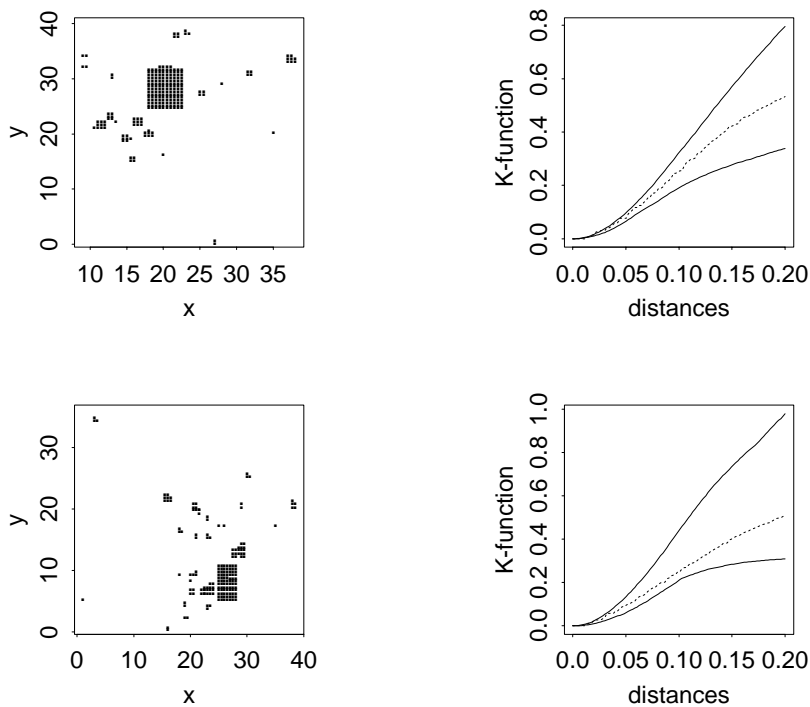 y
0 10 20 30 40
10 15 20 25 30 35
x
K-function
0.0 0.2 0.4 0.6 0.8
0.0 0.05 0.10 0.15 0.20
distances
y
0 10 20 30
0 10 20 30 40
x
K-function
0.0 0.2 0.4 0.6 0.8 1.0
0.0 0.05 0.10 0.15 0.20
distances